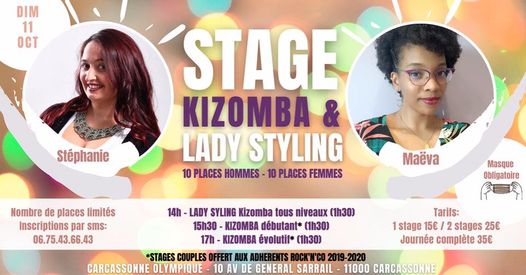 DIM
11
OCT
STAGE
KIZOMBA &
LADY STYLING
10 PLACES HOMMES - 10 PLACES FEMMES
Stéphanie
Maëva
Masque
Obligatoire
Nombre de places limités
Inscriptions par sms:
06.75.43.66.43
14h - LADY SYLING Kizomba tous niveaux (1h30)
15h30 - KIZOMBA débutant* (1h30)
17h - KIZOMBA évolutif* (1h30)
Tarifs:
1 stage 15€ / 2 stages 25€
Journée complète 35€
*STAGES COUPLES OFFERT AUX ADHERENTS ROCK'N'CO 2019-2020
CARCASSONNE OLYMPIQUE - 10 AV DE GENERAL SARRAIL - 11000 CARCASSONNE